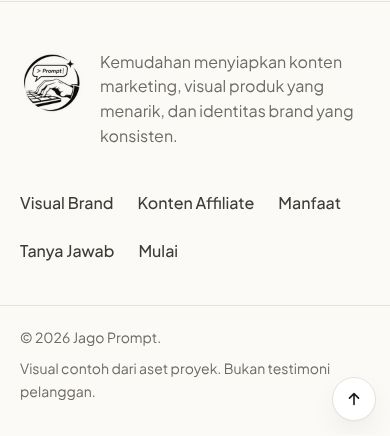 > Prompt|
Kemudahan menyiapkan konten
marketing, visual produk yang
menarik, dan identitas brand yang
konsisten.
Visual Brand
Konten Affiliate
Manfaat
Tanya Jawab
Mulai
© 2026 Jago Prompt.
Visual contoh dari aset proyek. Bukan testimoni
pelanggan.